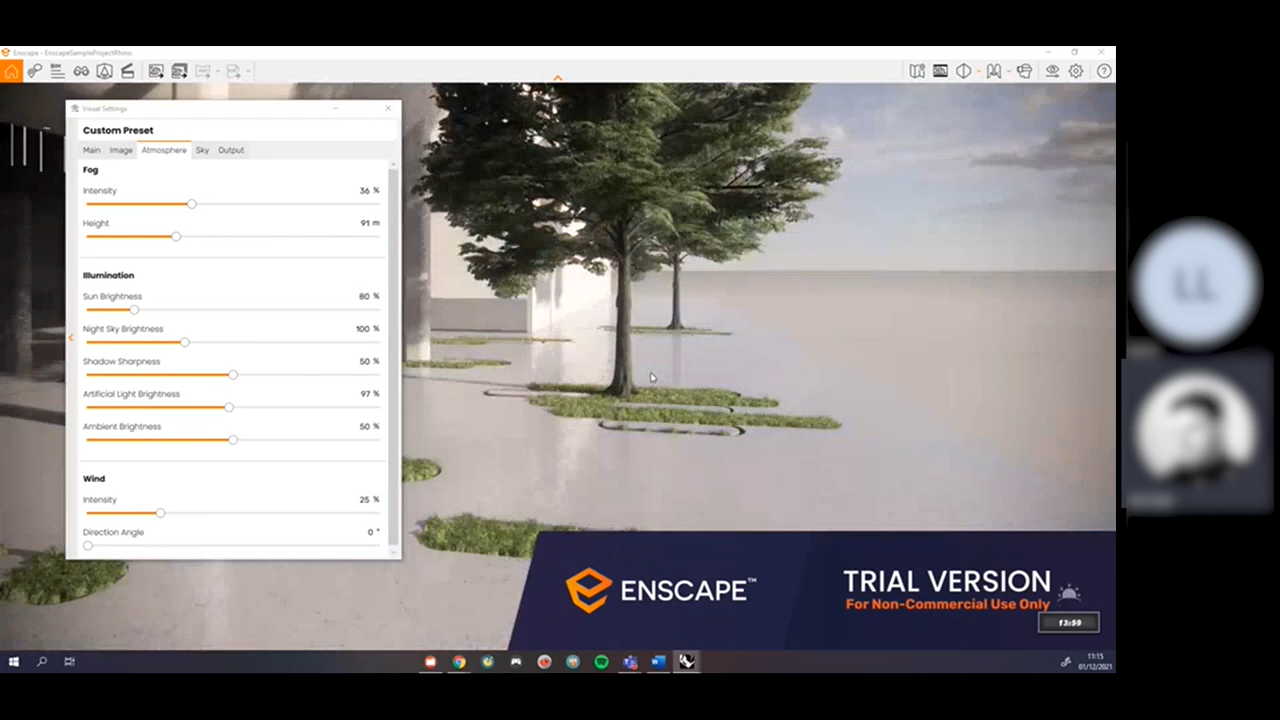 Enscape - EnscapeSampleProjectRhino
Visual Settings
Custom Preset
Main Image Atmosphere Sky Output
Fog
Intensity 36 %
Height 91 m
Illumination
Sun Brightness 80 %
Night Sky Brightness 100 %
Shadow Sharpness 50 %
Artificial Light Brightness 97 %
Ambient Brightness 50 %
Wind
Intensity 25 %
Direction Angle 0 °
LL
ENSCAPE™
TRIAL VERSION
For Non-Commercial Use Only
13:59
11:15
01/12/2021